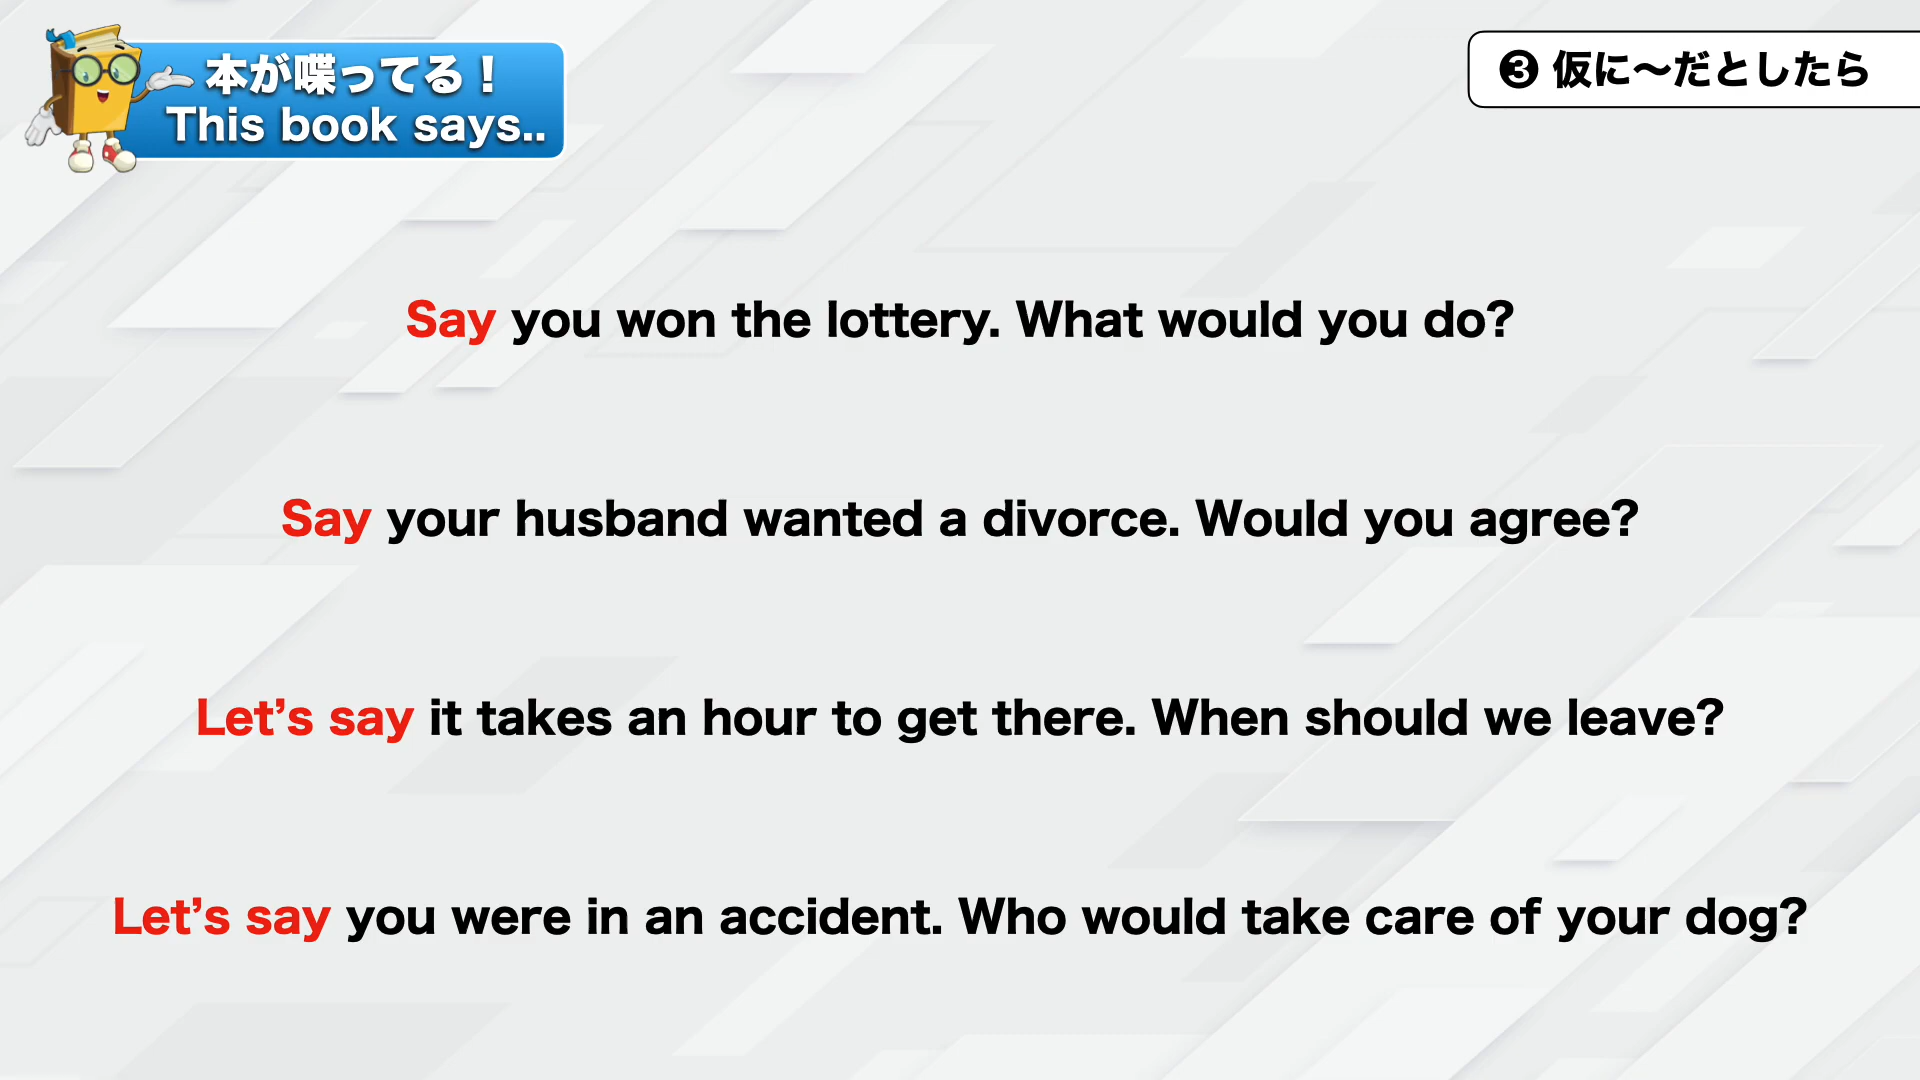 本が喋ってる！
This book says..
❸ 仮に〜だとしたら
Say you won the lottery. What would you do?
Say your husband wanted a divorce. Would you agree?
Let’s say it takes an hour to get there. When should we leave?
Let’s say you were in an accident. Who would take care of your dog?